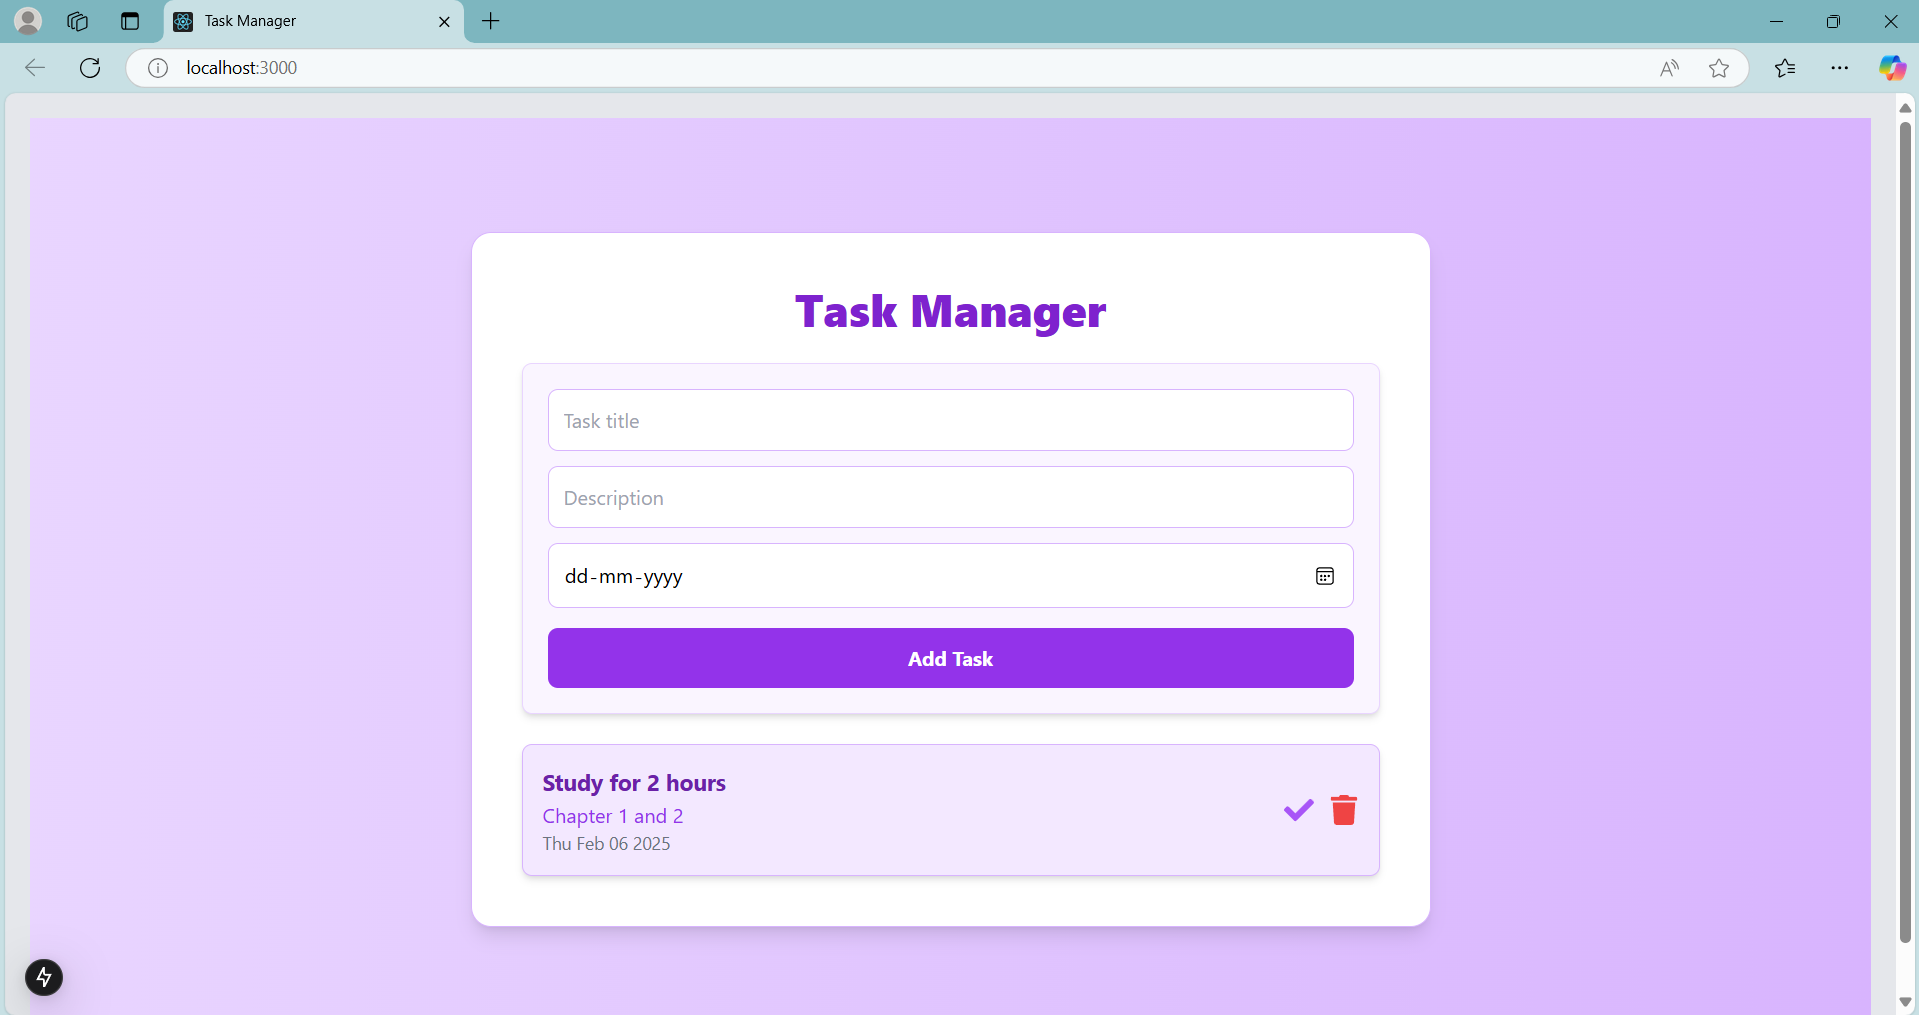 Task Manager
localhost:3000
Task Manager
Task title
Description
dd-mm-yyyy
Add Task
Study for 2 hours
Chapter 1 and 2
Thu Feb 06 2025